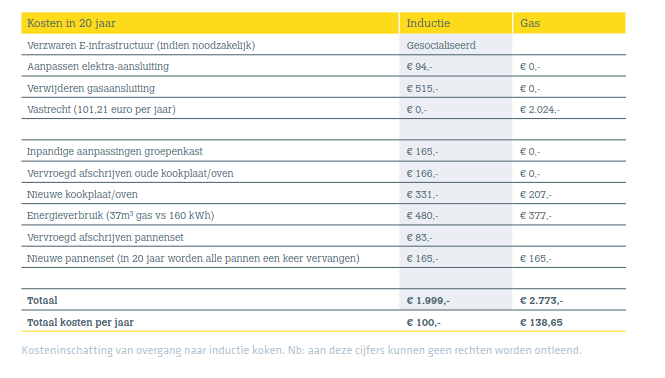 Kosten in 20 jaar Inductie Gas
Verzwaren E-infrastructuur (indien noodzakelijk) Gesocialiseerd
Aanpassen elektra-aansluiting € 94,- € 0,-
Verwijderen gasaansluiting € 515,- € 0,-
Vastrecht (101,21 euro per jaar) € 0,- € 2.024,-
Inpandige aanpassingen groepenkast € 165,- € 0,-
Vervroegd afschrijven oude kookplaat/oven € 166,- € 0,-
Nieuwe kookplaat/oven € 331,- € 207,-
Energieverbruik (37m³ gas vs 160 kWh) € 480,- € 377,-
Vervroegd afschrijven pannenset € 83,-
Nieuwe pannenset (in 20 jaar worden alle pannen een keer vervangen) € 165,- € 165,-
Totaal € 1.999,- € 2.773,-
Totaal kosten per jaar € 100,- € 138,65
Kosteninschatting van overgang naar inductie koken. Nb: aan deze cijfers kunnen geen rechten worden ontleend.